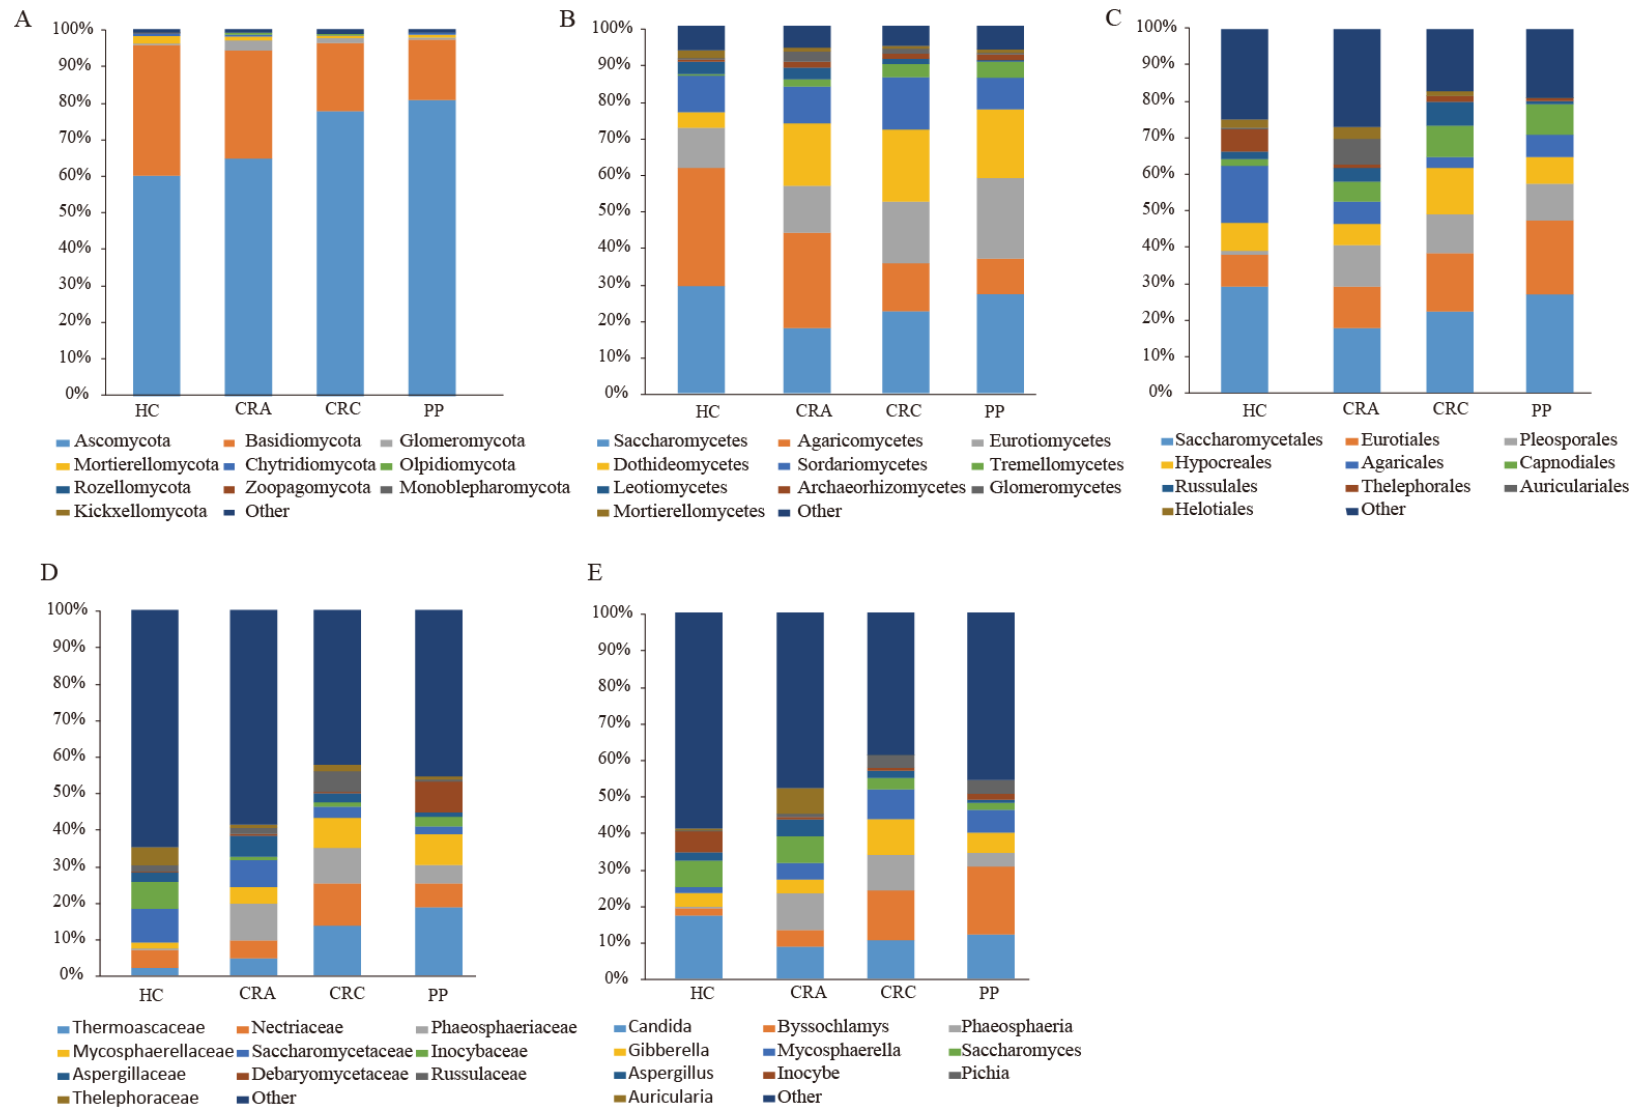 A
100%
90%
80%
70%
60%
50%
40%
30%
20%
10%
0%
HC CRA CRC PP
Ascomycota Basidiomycota Glomeromycota
Mortierellomycota Chytridiomycota Olpidiomycota
Rozellomycota Zoopagomycota Monoblepharomycota
Kickxellomycota Other
B
100%
90%
80%
70%
60%
50%
40%
30%
20%
10%
0%
HC CRA CRC PP
Saccharomycetes Agaricomycetes Eurotiomycetes
Dothideomycetes Sordariomycetes Tremellomycetes
Leotiomycetes Archaeorhizomycetes Glomeromycetes
Mortierellomycetes Other
C
100%
90%
80%
70%
60%
50%
40%
30%
20%
10%
0%
HC CRA CRC PP
Saccharomycetales Eurotiales Pleosporales
Hypocreales Agaricales Capnodiales
Russulales Thelephorales Auriculariales
Helotiales Other
D
100%
90%
80%
70%
60%
50%
40%
30%
20%
10%
0%
HC CRA CRC PP
Thermoascaceae Nectriaceae Phaeosphaeriaceae
Mycosphaerellaceae Saccharomycetaceae Inocybaceae
Aspergillaceae Debaryomycetaceae Russulaceae
Thelephoraceae Other
E
100%
90%
80%
70%
60%
50%
40%
30%
20%
10%
0%
HC CRA CRC PP
Candida Byssochlamys Phaeosphaeria
Gibberella Mycosphaerella Saccharomyces
Aspergillus Inocybe Pichia
Auricularia Other